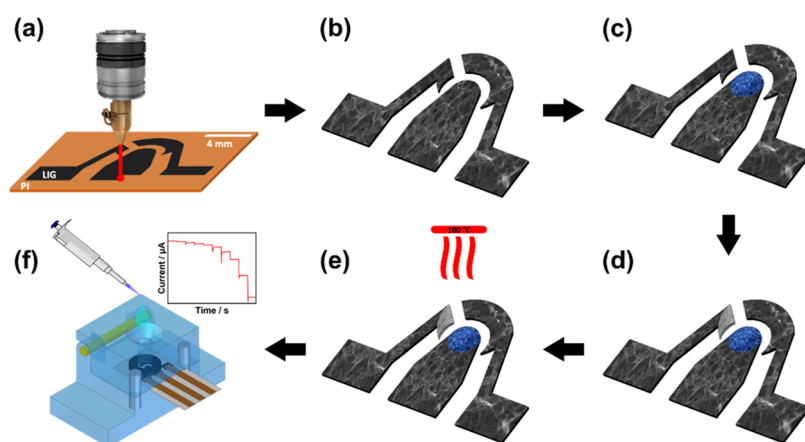 (a)
(b)
(c)
4 mm
LIG
PI
(f)
Current / µA
Time / s
(e)
100 °C
(d)